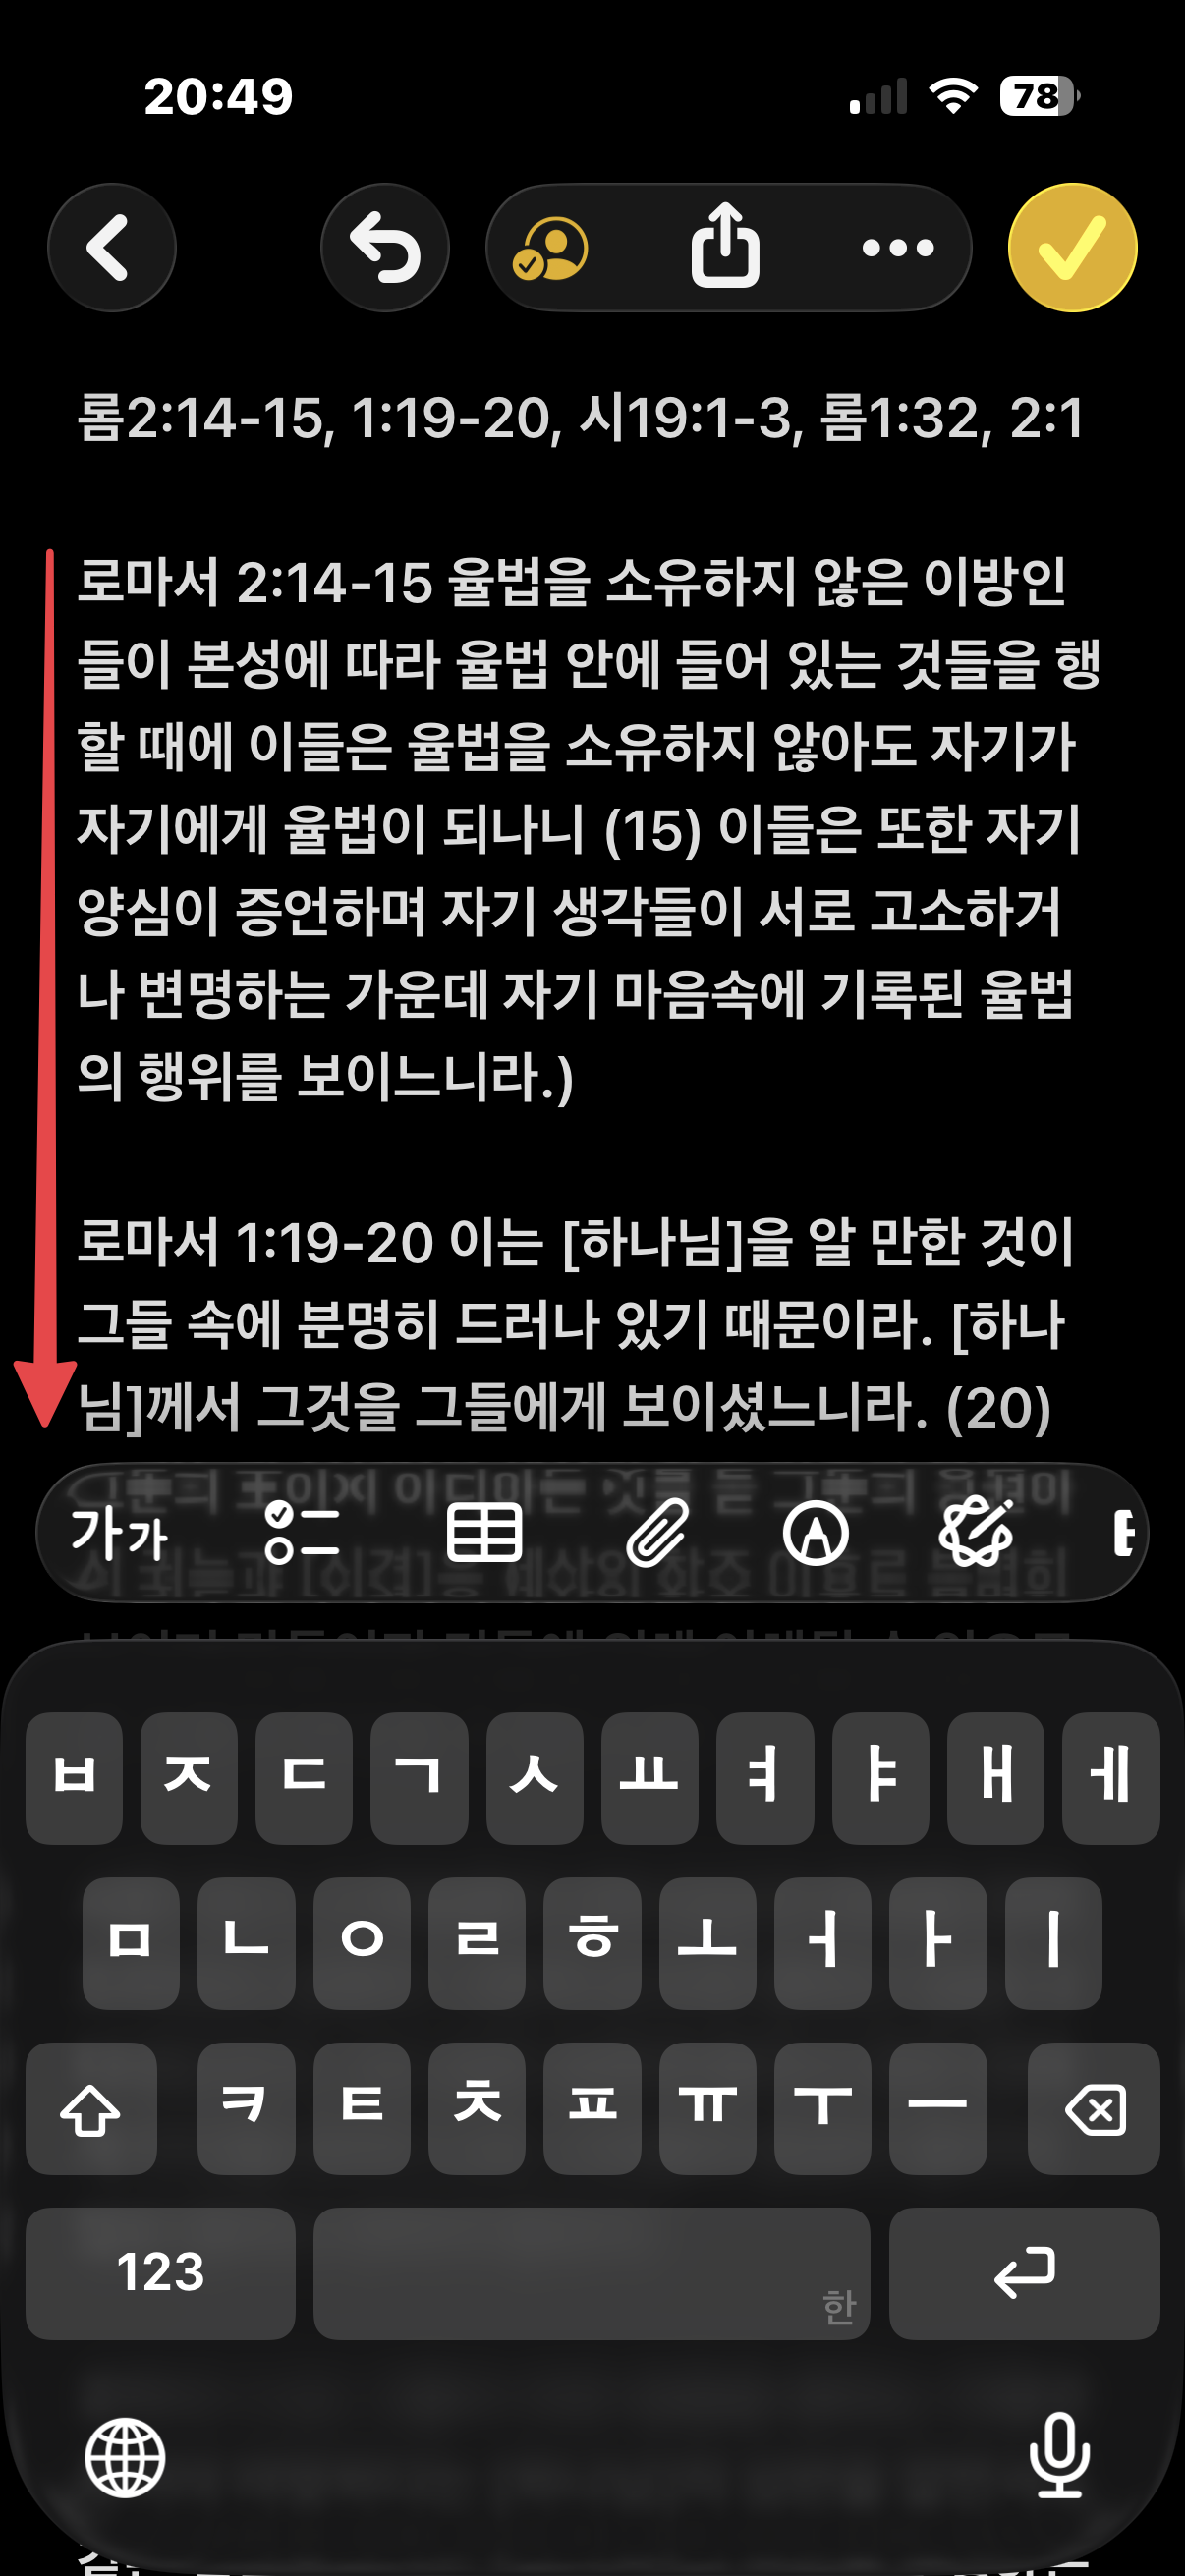 20:49
78
롬2:14-15, 1:19-20, 시19:1-3, 롬1:32, 2:1
로마서 2:14-15 율법을 소유하지 않은 이방인
들이 본성에 따라 율법 안에 들어 있는 것들을 행
할 때에 이들은 율법을 소유하지 않아도 자기가
자기에게 율법이 되나니 (15) 이들은 또한 자기
양심이 증언하며 자기 생각들이 서로 고소하거
나 변명하는 가운데 자기 마음속에 기록된 율법
의 행위를 보이느니라.)
로마서 1:19-20 이는 [하나님]을 알 만한 것이
그들 속에 분명히 드러나 있기 때문이라. [하나
님]께서 그것을 그들에게 보이셨느니라. (20)
가가
ㅂ ㅈ ㄷ ㄱ ㅅ ㅛ ㅕ ㅑ ㅐ ㅔ
ㅁ ㄴ ㅇ ㄹ ㅎ ㅗ ㅓ ㅏ ㅣ
ㅋ ㅌ ㅊ ㅍ ㅠ ㅜ ㅡ
123
한